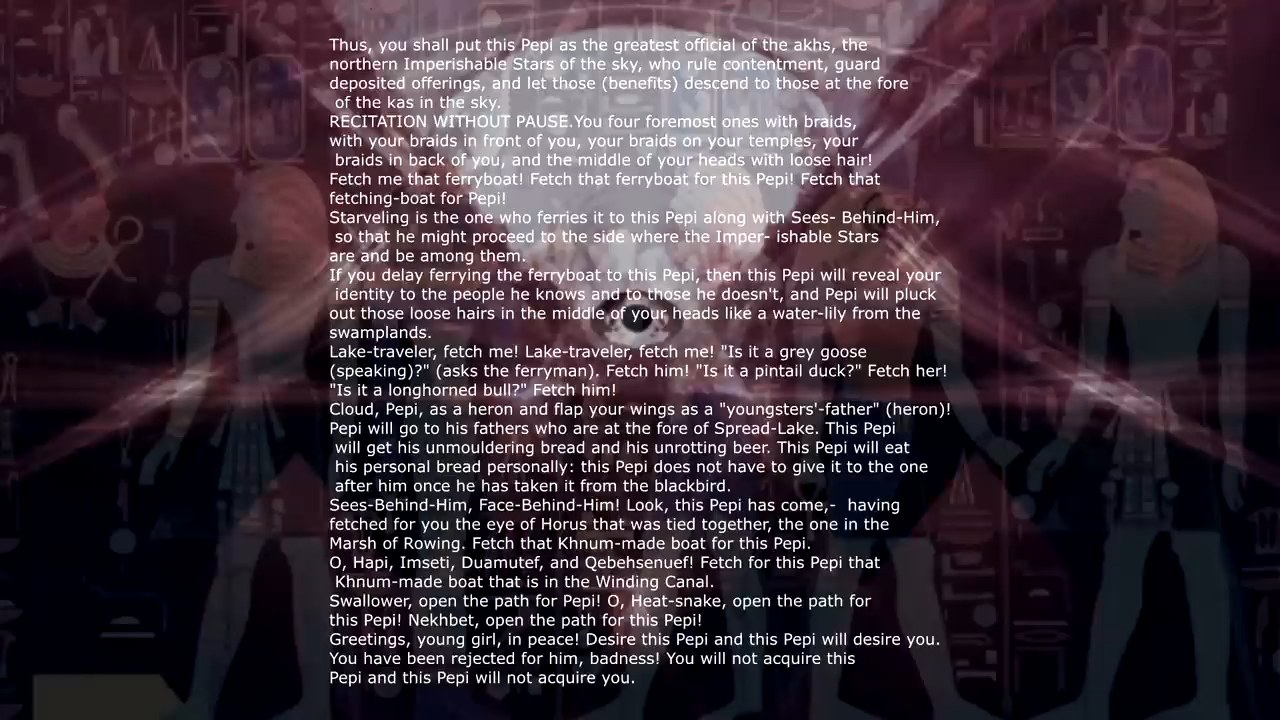 Thus, you shall put this Pepi as the greatest official of the akhs, the
northern Imperishable Stars of the sky, who rule contentment, guard
deposited offerings, and let those (benefits) descend to those at the fore
of the kas in the sky.
RECITATION WITHOUT PAUSE.You four foremost ones with braids,
with your braids in front of you, your braids on your temples, your
braids in back of you, and the middle of your heads with loose hair!
Fetch me that ferryboat! Fetch that ferryboat for this Pepi! Fetch that
fetching-boat for Pepi!
Starveling is the one who ferries it to this Pepi along with Sees- Behind-Him,
so that he might proceed to the side where the Imper- ishable Stars
are and be among them.
If you delay ferrying the ferryboat to this Pepi, then this Pepi will reveal your
identity to the people he knows and to those he doesn't, and Pepi will pluck
out those loose hairs in the middle of your heads like a water-lily from the
swamplands.
Lake-traveler, fetch me! Lake-traveler, fetch me! "Is it a grey goose
(speaking)?" (asks the ferryman). Fetch him! "Is it a pintail duck?" Fetch her!
"Is it a longhorned bull?" Fetch him!
Cloud, Pepi, as a heron and flap your wings as a "youngsters'-father" (heron)!
Pepi will go to his fathers who are at the fore of Spread-Lake. This Pepi
will get his unmouldering bread and his unrotting beer. This Pepi will eat
his personal bread personally: this Pepi does not have to give it to the one
after him once he has taken it from the blackbird.
Sees-Behind-Him, Face-Behind-Him! Look, this Pepi has come,-  having
fetched for you the eye of Horus that was tied together, the one in the
Marsh of Rowing. Fetch that Khnum-made boat for this Pepi.
O, Hapi, Imseti, Duamutef, and Qebehsenuef! Fetch for this Pepi that
Khnum-made boat that is in the Winding Canal.
Swallower, open the path for Pepi! O, Heat-snake, open the path for
this Pepi! Nekhbet, open the path for this Pepi!
Greetings, young girl, in peace! Desire this Pepi and this Pepi will desire you.
You have been rejected for him, badness! You will not acquire this
Pepi and this Pepi will not acquire you.